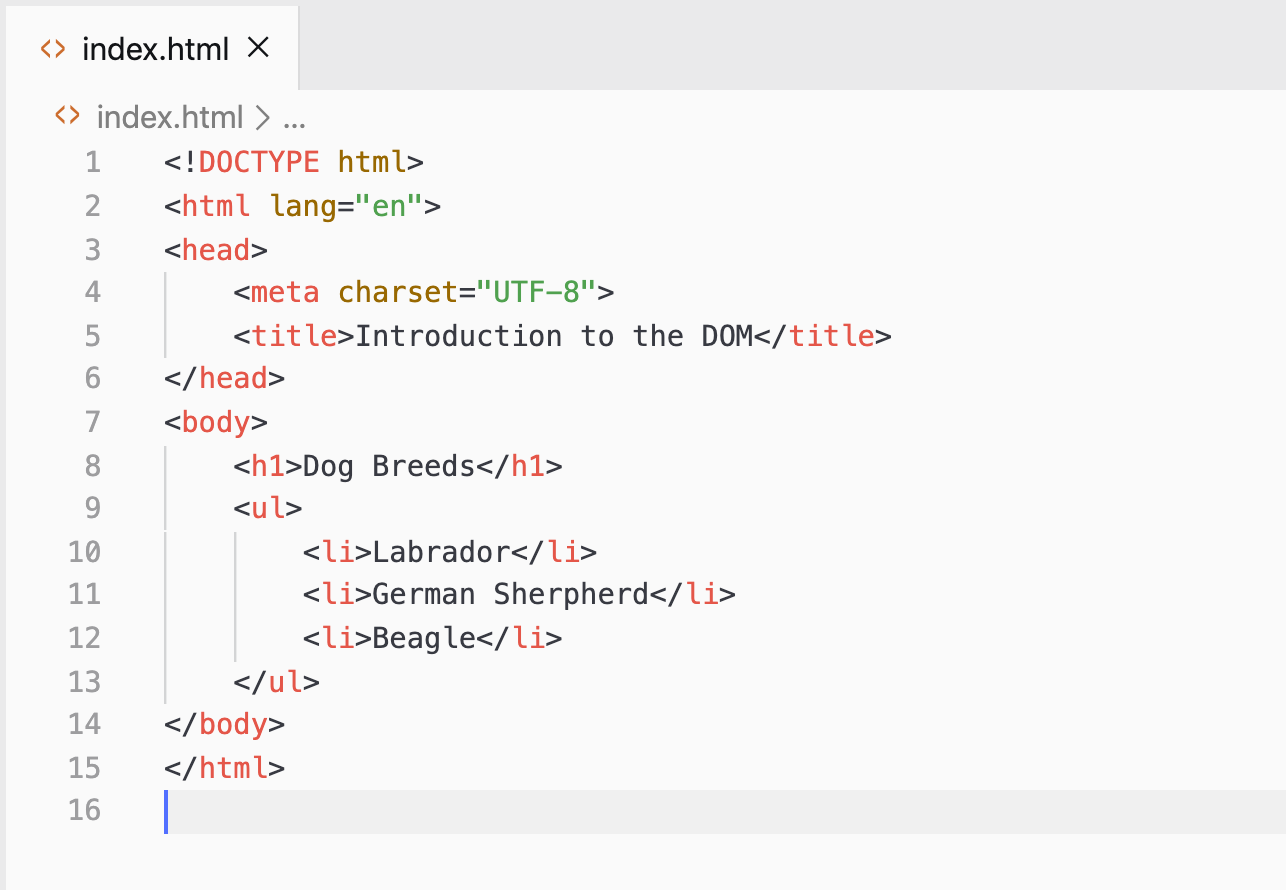 index.html
index.html > ...
1 <!DOCTYPE html>
2 <html lang="en">
3 <head>
4     <meta charset="UTF-8">
5     <title>Introduction to the DOM</title>
6 </head>
7 <body>
8     <h1>Dog Breeds</h1>
9     <ul>
10         <li>Labrador</li>
11         <li>German Sherpherd</li>
12         <li>Beagle</li>
13     </ul>
14 </body>
15 </html>
16